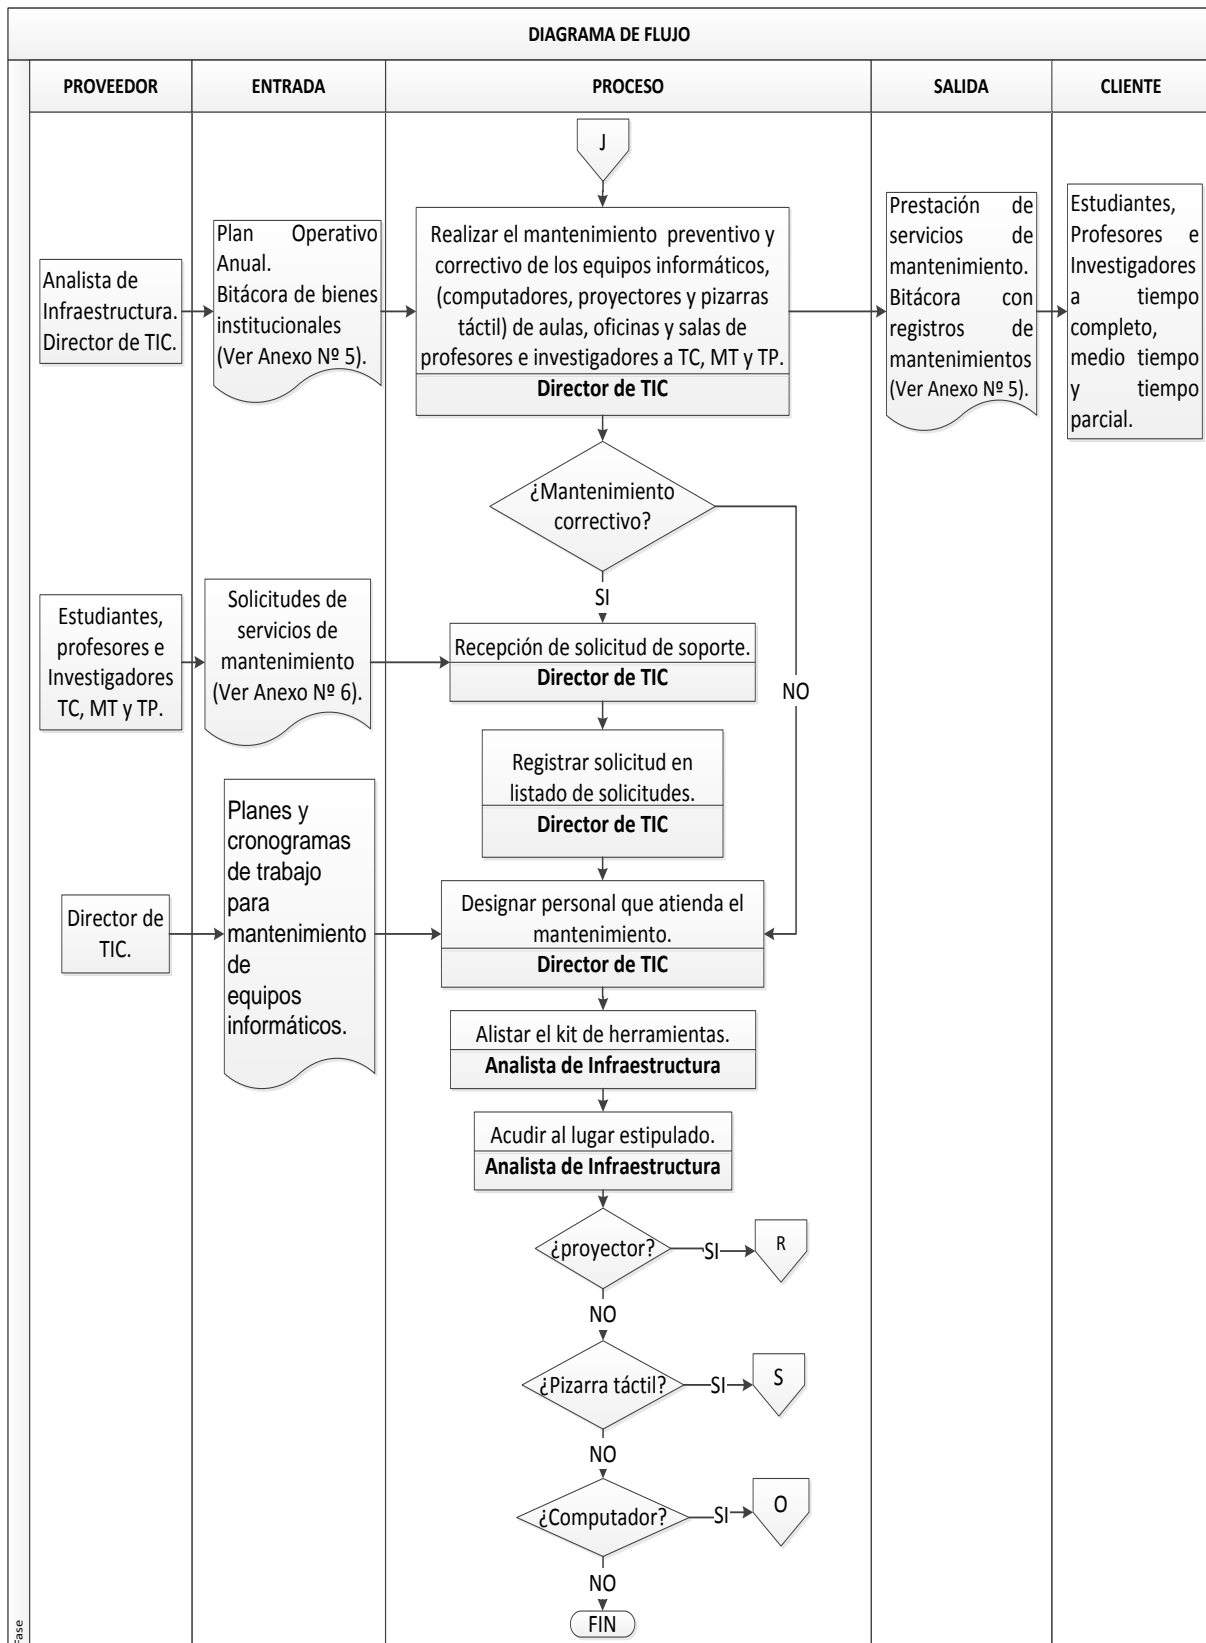 DIAGRAMA DE FLUJO
PROVEEDOR
ENTRADA
PROCESO
SALIDA
CLIENTE
J
Analista de
Infraestructura.
Director de TIC.
Plan Operativo
Anual.
Bitácora de bienes
institucionales
(Ver Anexo Nº 5).
Realizar el mantenimiento preventivo y
correctivo de los equipos informáticos,
(computadores, proyectores y pizarras
táctil) de aulas, oficinas y salas de
profesores e investigadores a TC, MT y TP.
Director de TIC
Prestación de
servicios de
mantenimiento.
Bitácora con
registros de
mantenimientos
(Ver Anexo Nº 5).
Estudiantes,
Profesores e
Investigadores
a tiempo
completo,
medio tiempo
y tiempo
parcial.
¿Mantenimiento
correctivo?
SI
NO
Estudiantes,
profesores e
Investigadores
TC, MT y TP.
Solicitudes de
servicios de
mantenimiento
(Ver Anexo Nº 6).
Recepción de solicitud de soporte.
Director de TIC
Registrar solicitud en
listado de solicitudes.
Director de TIC
Director de
TIC.
Planes y
cronogramas
de trabajo
para
mantenimiento
de
equipos
informáticos.
Designar personal que atienda el
mantenimiento.
Director de TIC
Alistar el kit de herramientas.
Analista de Infraestructura
Acudir al lugar estipulado.
Analista de Infraestructura
¿proyector?
SI
R
NO
¿Pizarra táctil?
SI
S
NO
¿Computador?
SI
O
NO
FIN
Fase